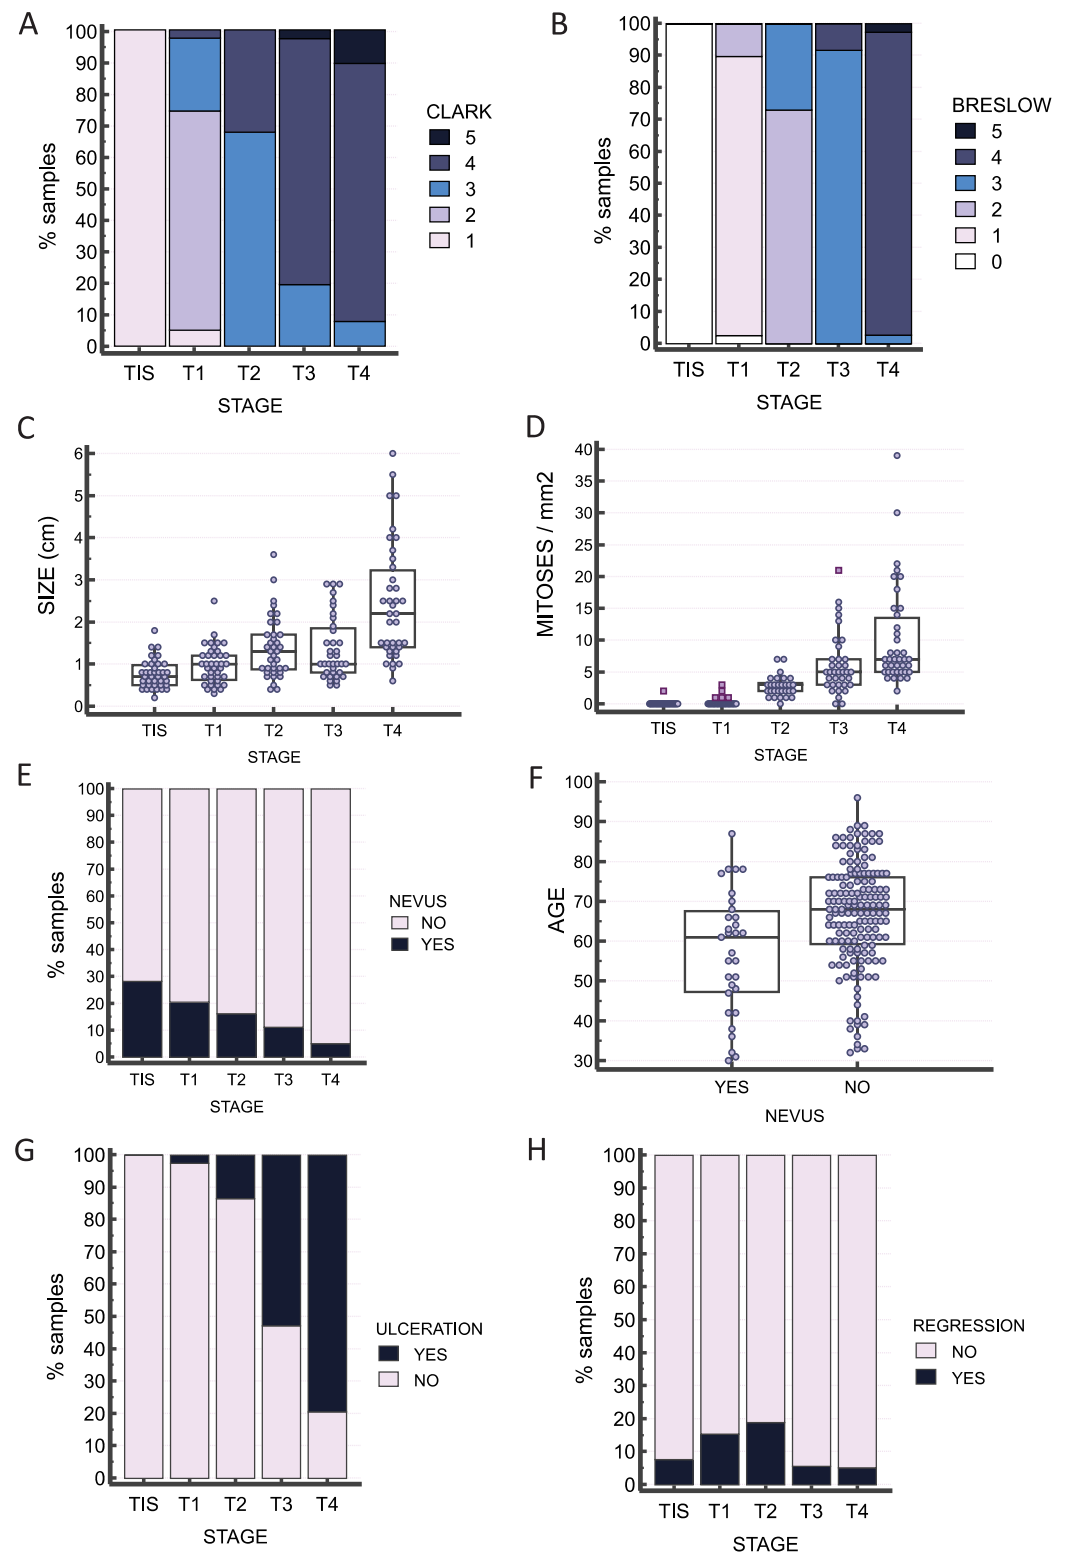 A
100
90
80
70
60
50
40
30
20
10
0
% samples
TIS T1 T2 T3 T4
STAGE
CLARK
5
4
3
2
1
B
100
90
80
70
60
50
40
30
20
10
0
% samples
TIS T1 T2 T3 T4
STAGE
BRESLOW
5
4
3
2
1
0
C
6
5
4
3
2
1
0
SIZE (cm)
TIS T1 T2 T3 T4
STAGE
D
40
35
30
25
20
15
10
5
0
MITOSES / mm2
TIS T1 T2 T3 T4
STAGE
E
100
90
80
70
60
50
40
30
20
10
0
% samples
TIS T1 T2 T3 T4
STAGE
NEVUS
NO
YES
F
100
90
80
70
60
50
40
30
AGE
YES NO
NEVUS
G
100
90
80
70
60
50
40
30
20
10
0
% samples
TIS T1 T2 T3 T4
STAGE
ULCERATION
YES
NO
H
100
90
80
70
60
50
40
30
20
10
0
% samples
TIS T1 T2 T3 T4
STAGE
REGRESSION
NO
YES